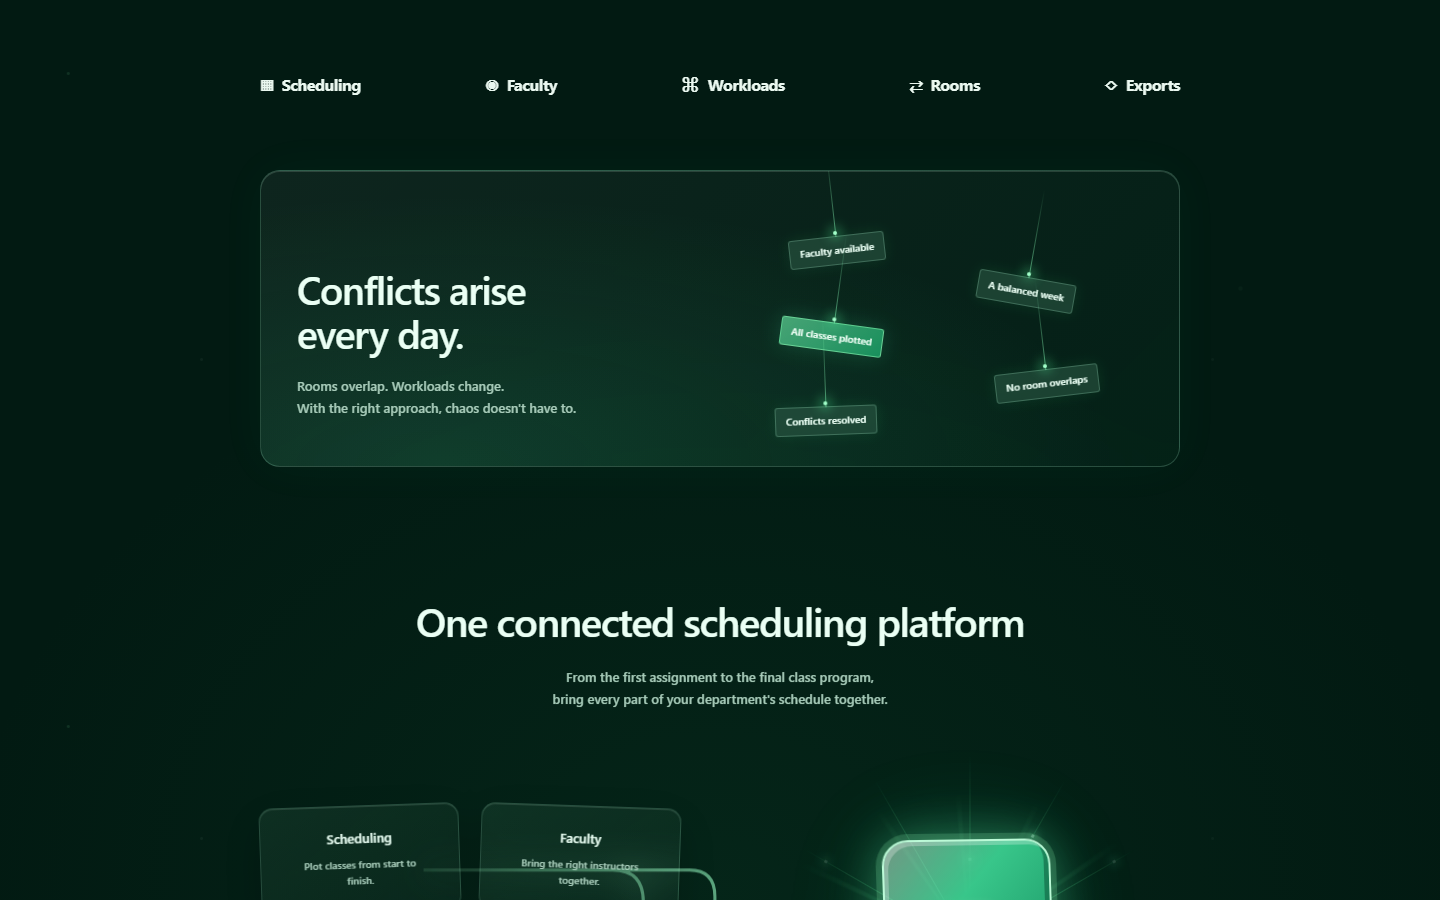 Scheduling
Faculty
Workloads
Rooms
Exports
Conflicts arise
every day.
Rooms overlap. Workloads change.
With the right approach, chaos doesn't have to.
Faculty available
All classes plotted
Conflicts resolved
A balanced week
No room overlaps
One connected scheduling platform
From the first assignment to the final class program,
bring every part of your department's schedule together.
Scheduling
Plot classes from start to
finish.
Faculty
Bring the right instructors
together.